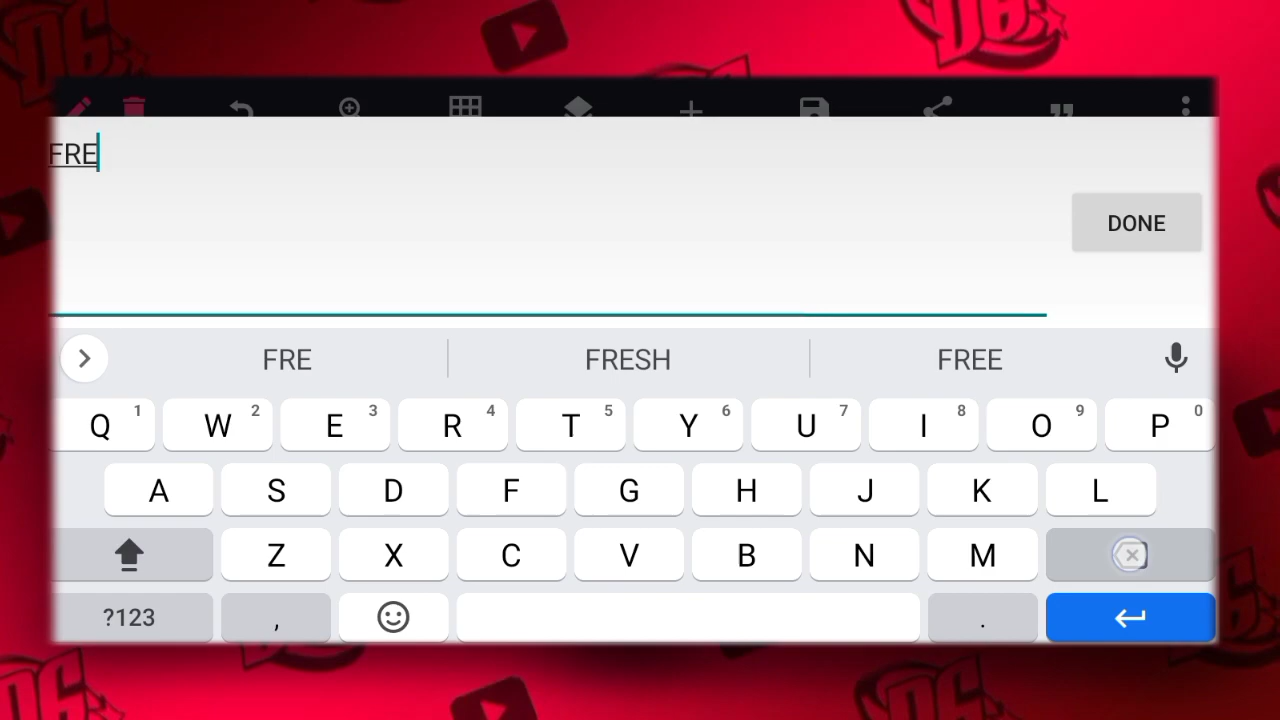 FRE
DONE
FRE FRESH FREE
Q 1 W 2 E 3 R 4 T 5 Y 6 U 7 I 8 O 9 P 0
A S D F G H J K L
Z X C V B N M
?123 , .